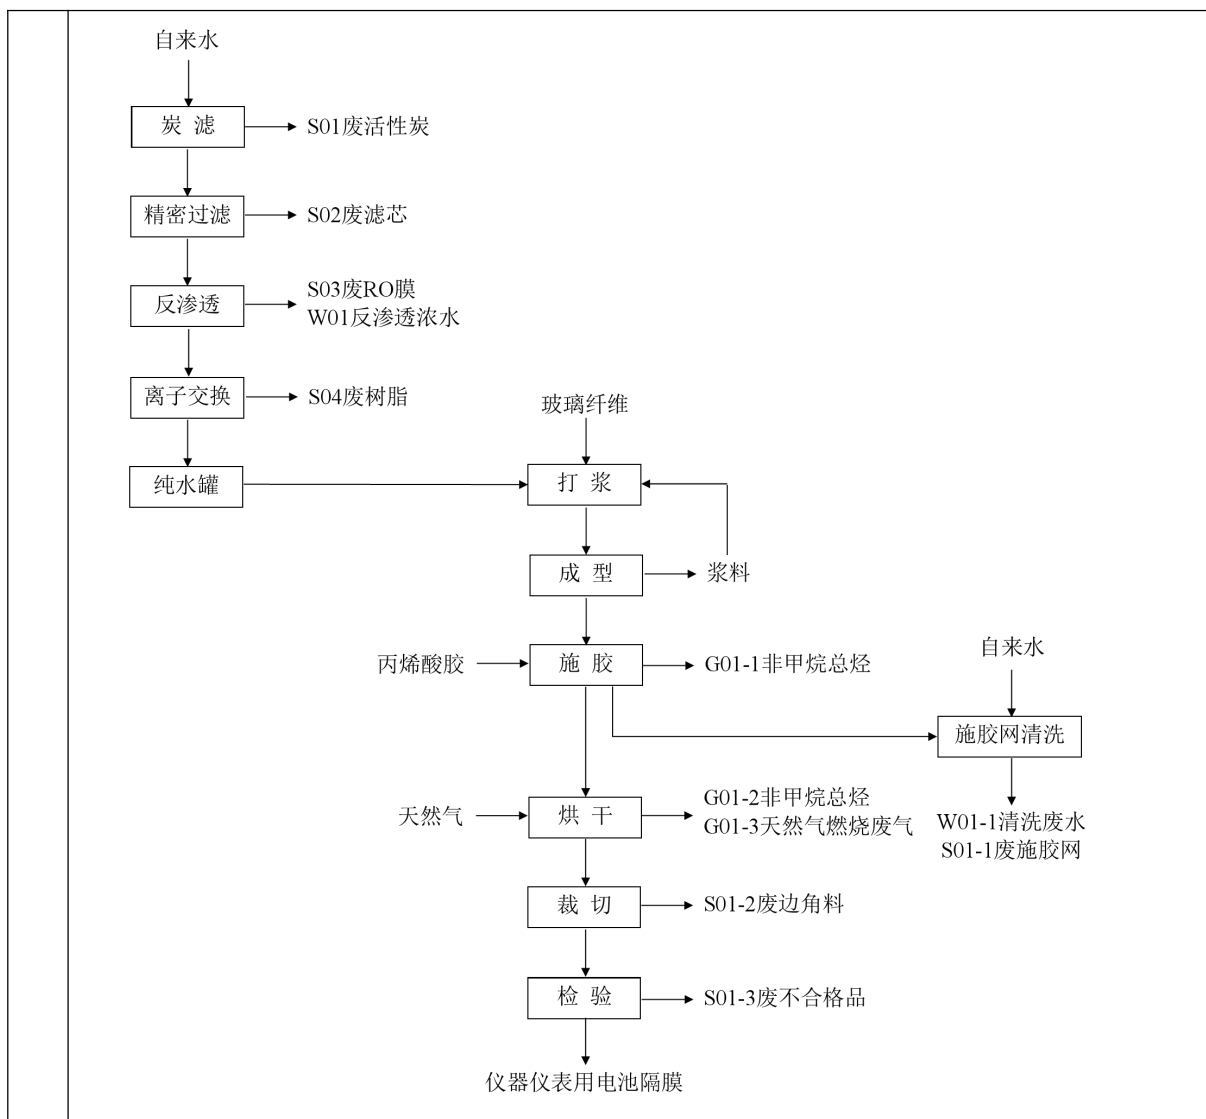 自来水
炭 滤
S01废活性炭
精密过滤
S02废滤芯
反渗透
S03废RO膜
W01反渗透浓水
离子交换
S04废树脂
玻璃纤维
纯水罐
打 浆
成 型
浆料
丙烯酸胶
施 胶
G01-1非甲烷总烃
自来水
施胶网清洗
天然气
烘 干
G01-2非甲烷总烃
G01-3天然气燃烧废气
W01-1清洗废水
S01-1废施胶网
裁 切
S01-2废边角料
检 验
S01-3废不合格品
仪器仪表用电池隔膜